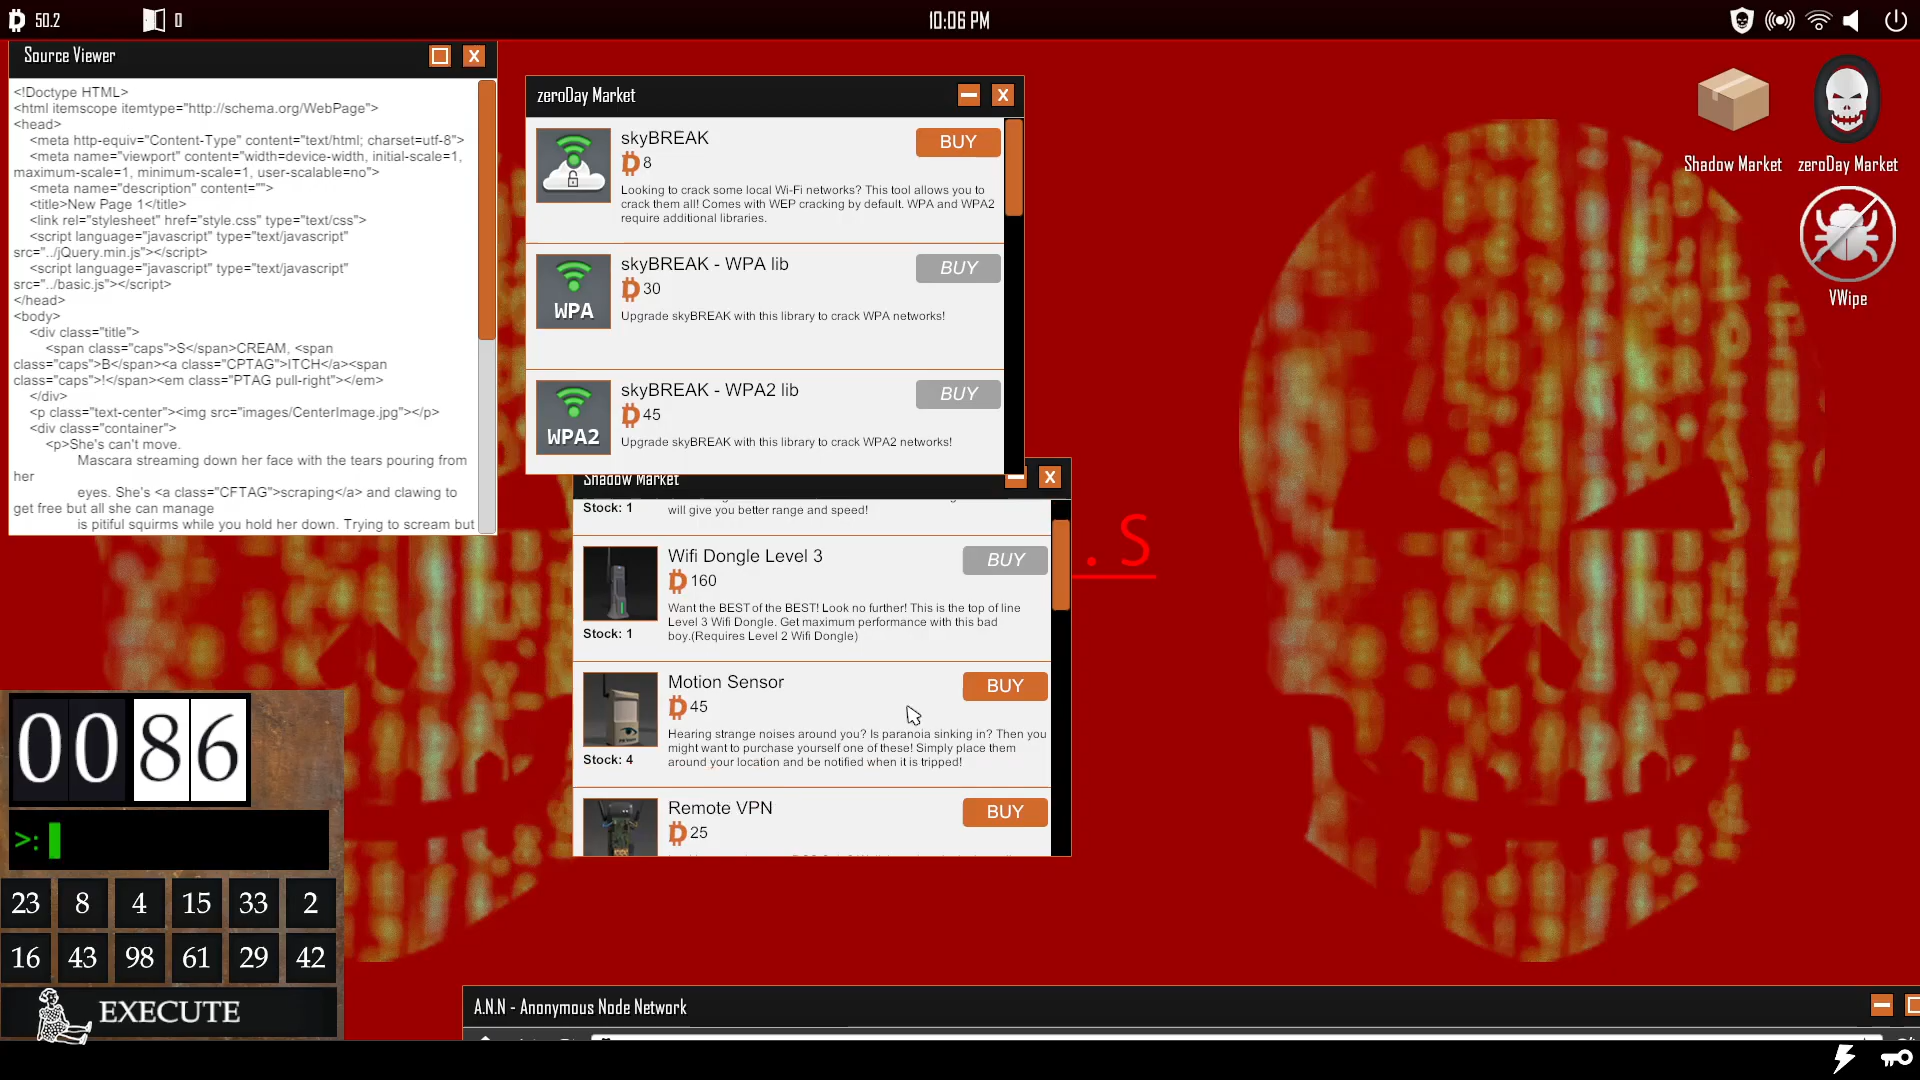 50.2
0
10:06 PM
Source Viewer
X
<!Doctype HTML>
<html itemscope itemtype="http://schema.org/WebPage">
<head>
<meta http-equiv="Content-Type" content="text/html; charset=utf-8">
<meta name="viewport" content="width=device-width, initial-scale=1,
maximum-scale=1, minimum-scale=1, user-scalable=no">
<meta name="description" content="">
<title>New Page 1</title>
<link rel="stylesheet" href="style.css" type="text/css">
<script language="javascript" type="text/javascript"
src="../jQuery.min.js"></script>
<script language="javascript" type="text/javascript"
src="../basic.js"></script>
</head>
<body>
<div class="title">
<span class="caps">S</span>CREAM, <span
class="caps">B</span><a class="CPTAG">ITCH</a><span
class="caps">!</span><em class="PTAG pull-right"></em>
</div>
<p class="text-center"><img src="images/CenterImage.jpg"></p>
<div class="container">
<p>She's can't move.
Mascara streaming down her face with the tears pouring from
her
eyes. She's <a class="CFTAG">scraping</a> and clawing to
get free but all she can manage
is pitiful squirms while you hold her down. Trying to scream but
zeroDay Market
X
skyBREAK
BUY
8
Looking to crack some local Wi-Fi networks? This tool allows you to
crack them all! Comes with WEP cracking by default. WPA and WPA2
require additional libraries.
skyBREAK - WPA lib
BUY
30
WPA
Upgrade skyBREAK with this library to crack WPA networks!
skyBREAK - WPA2 lib
BUY
45
WPA2
Upgrade skyBREAK with this library to crack WPA2 networks!
Shadow Market
X
Stock: 1
will give you better range and speed!
Wifi Dongle Level 3
BUY
160
Want the BEST of the BEST! Look no further! This is the top of line
Level 3 Wifi Dongle. Get maximum performance with this bad
boy.(Requires Level 2 Wifi Dongle)
Stock: 1
Motion Sensor
BUY
45
Hearing strange noises around you? Is paranoia sinking in? Then you
might want to purchase yourself one of these! Simply place them
around your location and be notified when it is tripped!
Stock: 4
Remote VPN
BUY
25
.S
Shadow Market
zeroDay Market
VWipe
0086
>:
23 8 4 15 33 2
16 43 98 61 29 42
EXECUTE
A.N.N - Anonymous Node Network